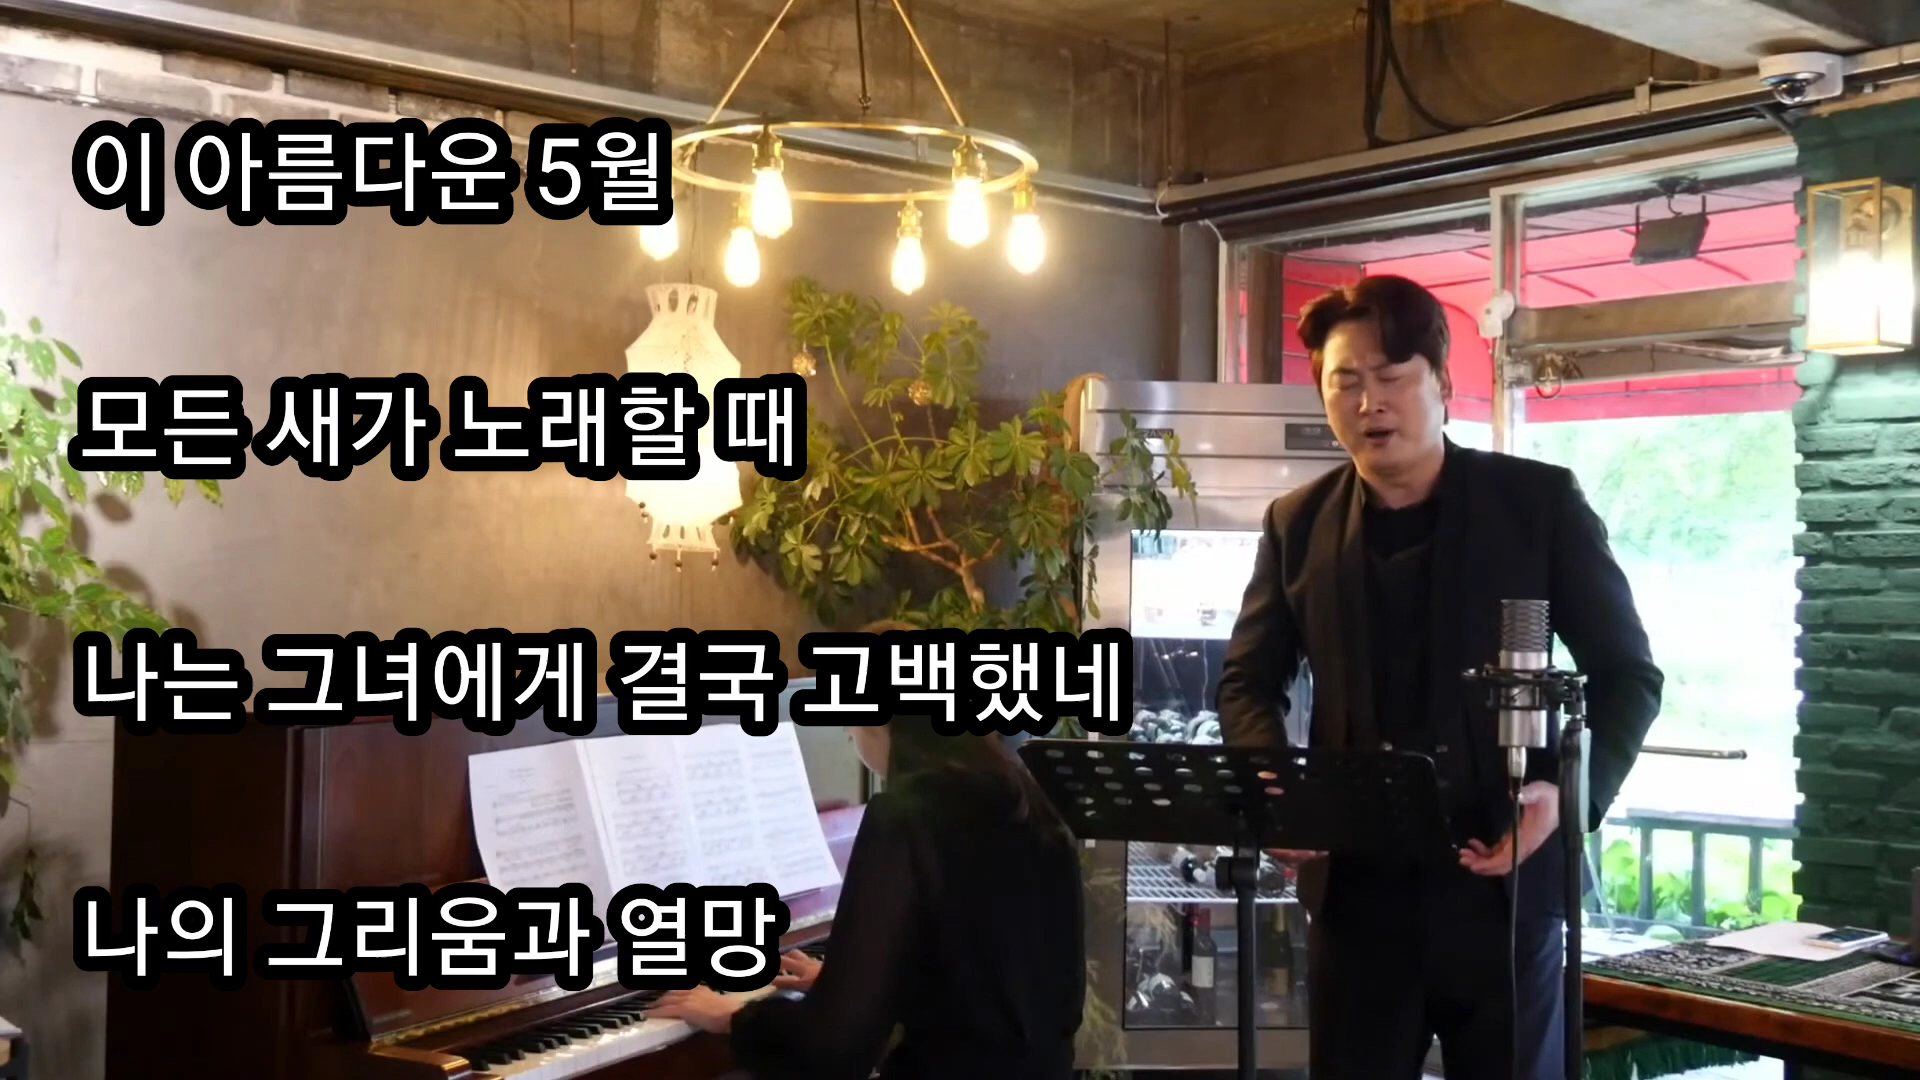 이 아름다운 5월
모든 새가 노래할 때
나는 그녀에게 결국 고백했네
나의 그리움과 열망